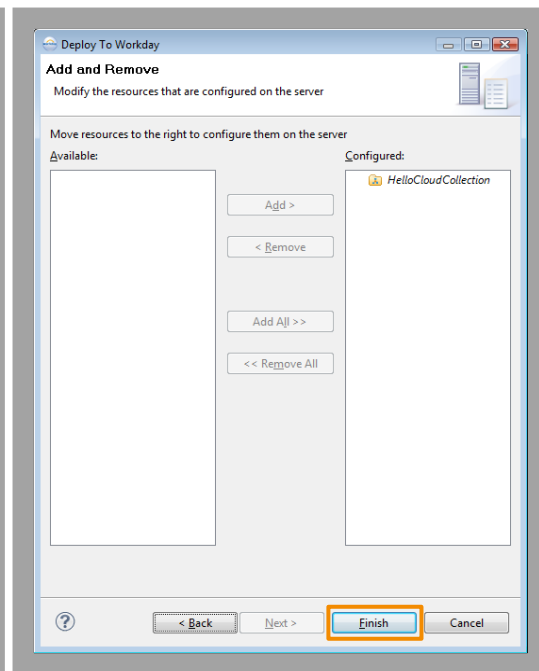 Deploy To Workday
Add and Remove
Modify the resources that are configured on the server
Move resources to the right to configure them on the server
Available:
Configured:
HelloCloudCollection
Add >
< Remove
Add All >>
<< Remove All
?
< Back
Next >
Finish
Cancel